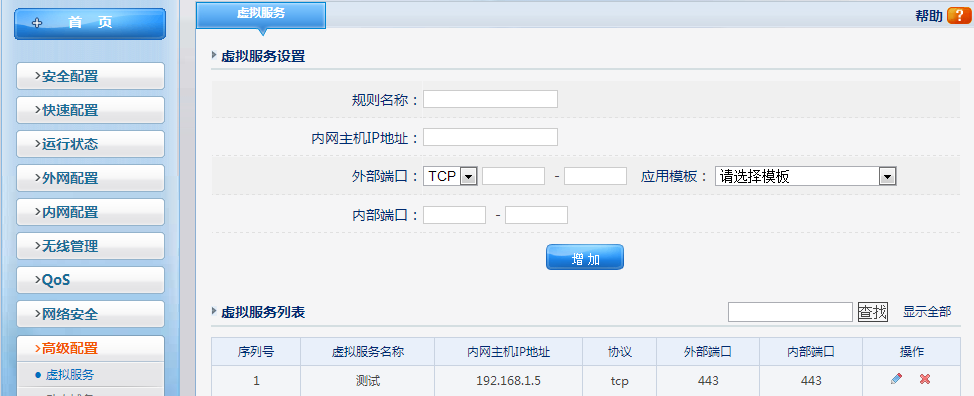 首 页
>安全配置
>快速配置
>运行状态
>外网配置
>内网配置
>无线管理
>QoS
>网络安全
>高级配置
虚拟服务
虚拟服务
帮助 ?
虚拟服务设置
规则名称：
内网主机IP地址：
外部端口： TCP - 应用模板： 请选择模板
内部端口： -
增 加
虚拟服务列表 查找 显示全部
序列号 虚拟服务名称 内网主机IP地址 协议 外部端口 内部端口 操作
1 测试 192.168.1.5 tcp 443 443